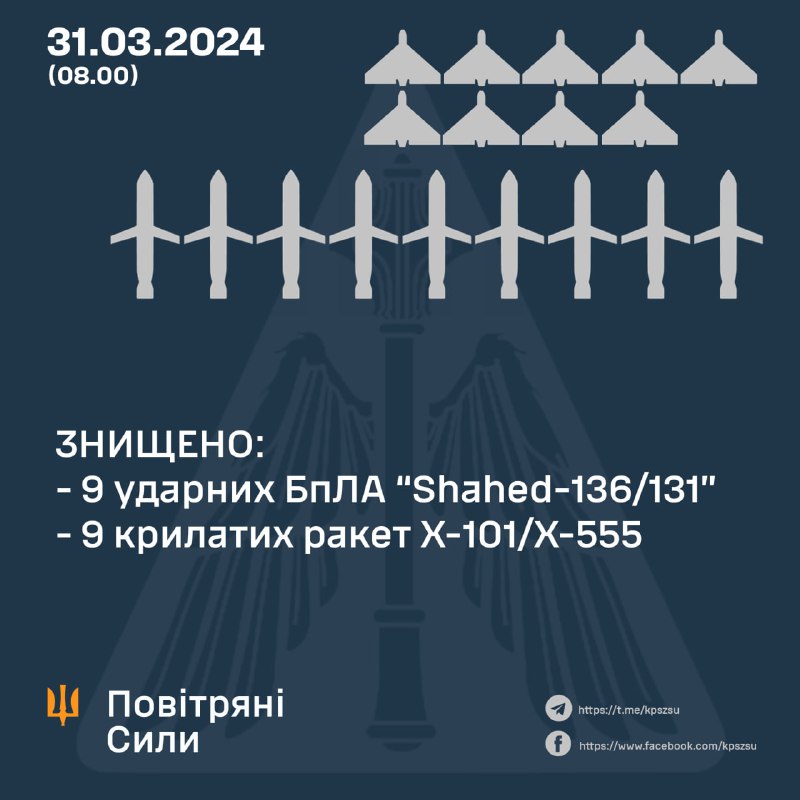 31.03.2024
(08.00)
ЗНИЩЕНО:
- 9 ударних БпЛА “Shahed-136/131”
- 9 крилатих ракет Х-101/Х-555
Повітряні
Сили
https://t.me/kpszsu
https://www.facebook.com/kpszsu